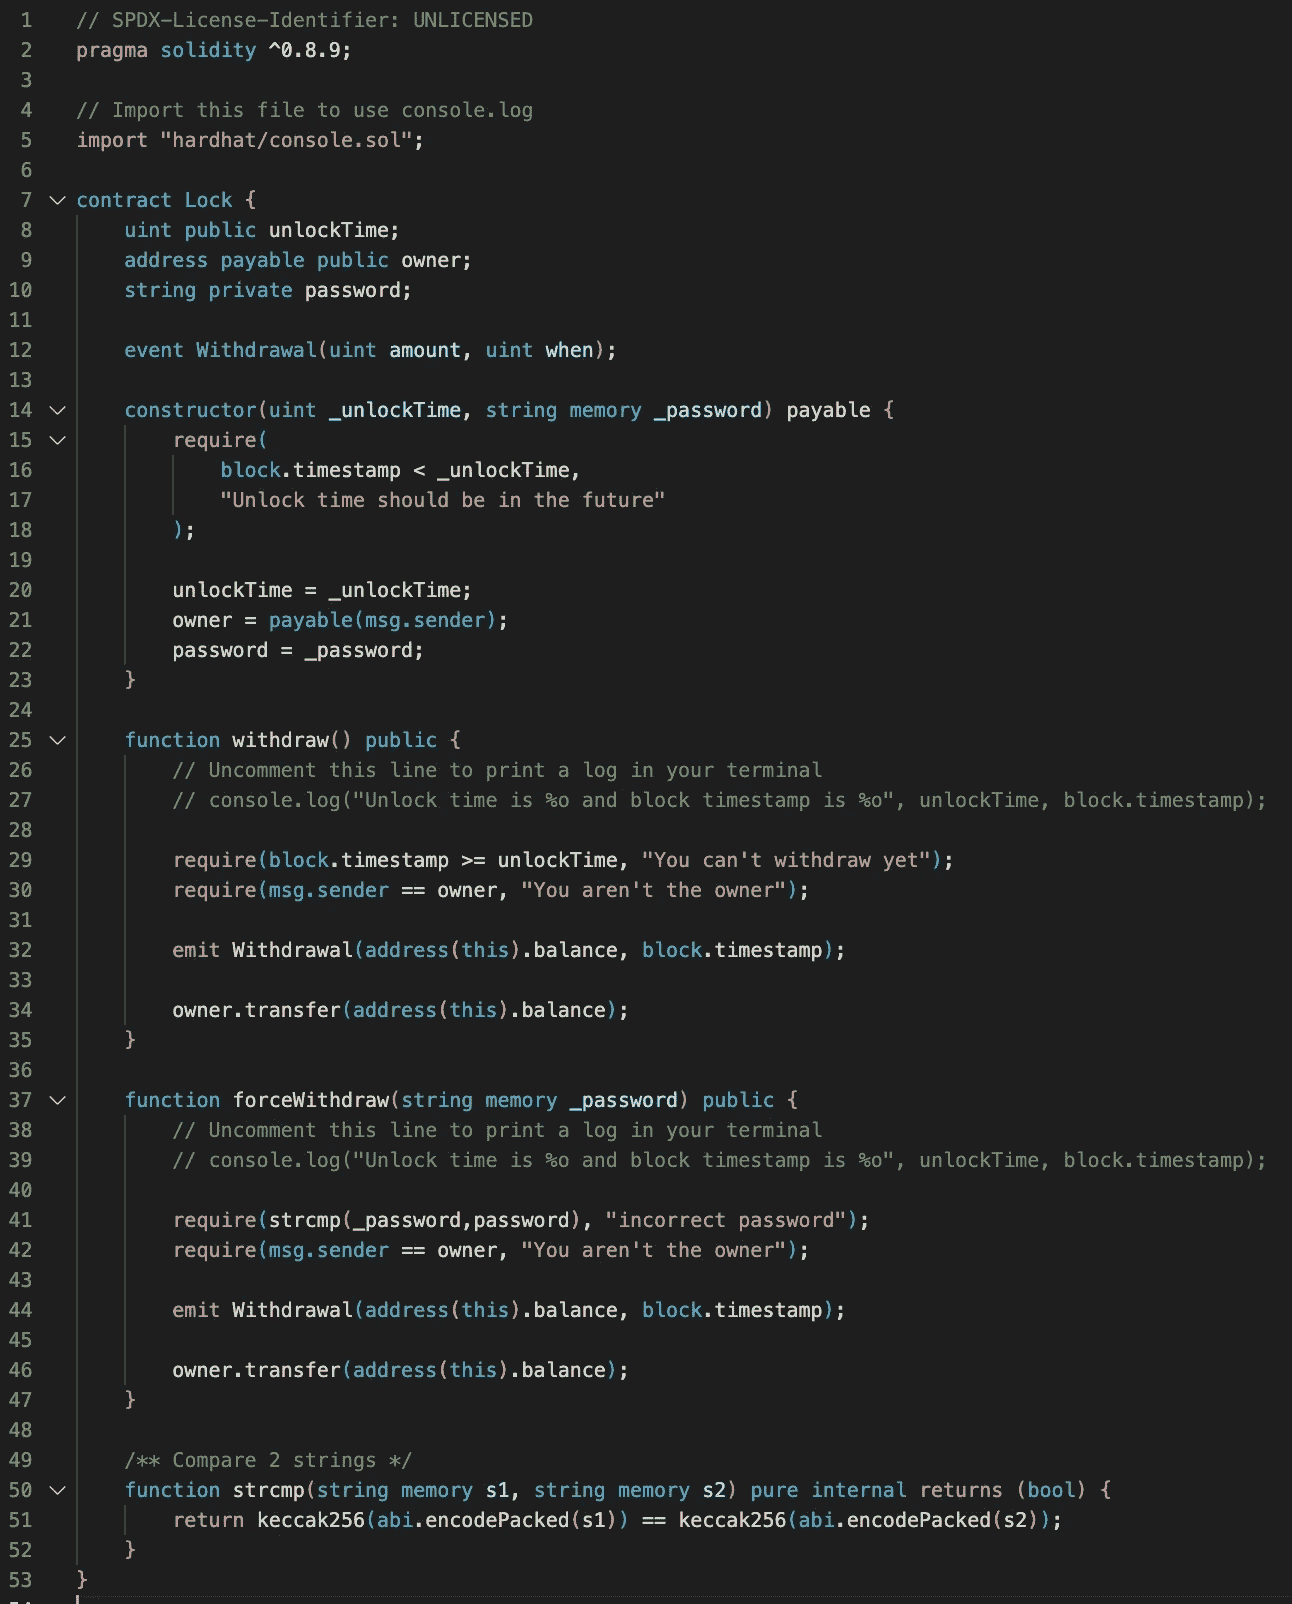 1 // SPDX-License-Identifier: UNLICENSED
2 pragma solidity ^0.8.9;
3
4 // Import this file to use console.log
5 import "hardhat/console.sol";
6
7 contract Lock {
8 uint public unlockTime;
9 address payable public owner;
10 string private password;
11
12 event Withdrawal(uint amount, uint when);
13
14 constructor(uint _unlockTime, string memory _password) payable {
15 require(
16 block.timestamp < _unlockTime,
17 "Unlock time should be in the future"
18 );
19
20 unlockTime = _unlockTime;
21 owner = payable(msg.sender);
22 password = _password;
23 }
24
25 function withdraw() public {
26 // Uncomment this line to print a log in your terminal
27 // console.log("Unlock time is %o and block timestamp is %o", unlockTime, block.timestamp);
28
29 require(block.timestamp >= unlockTime, "You can't withdraw yet");
30 require(msg.sender == owner, "You aren't the owner");
31
32 emit Withdrawal(address(this).balance, block.timestamp);
33
34 owner.transfer(address(this).balance);
35 }
36
37 function forceWithdraw(string memory _password) public {
38 // Uncomment this line to print a log in your terminal
39 // console.log("Unlock time is %o and block timestamp is %o", unlockTime, block.timestamp);
40
41 require(strcmp(_password,password), "incorrect password");
42 require(msg.sender == owner, "You aren't the owner");
43
44 emit Withdrawal(address(this).balance, block.timestamp);
45
46 owner.transfer(address(this).balance);
47 }
48
49 /** Compare 2 strings */
50 function strcmp(string memory s1, string memory s2) pure internal returns (bool) {
51 return keccak256(abi.encodePacked(s1)) == keccak256(abi.encodePacked(s2));
52 }
53 }